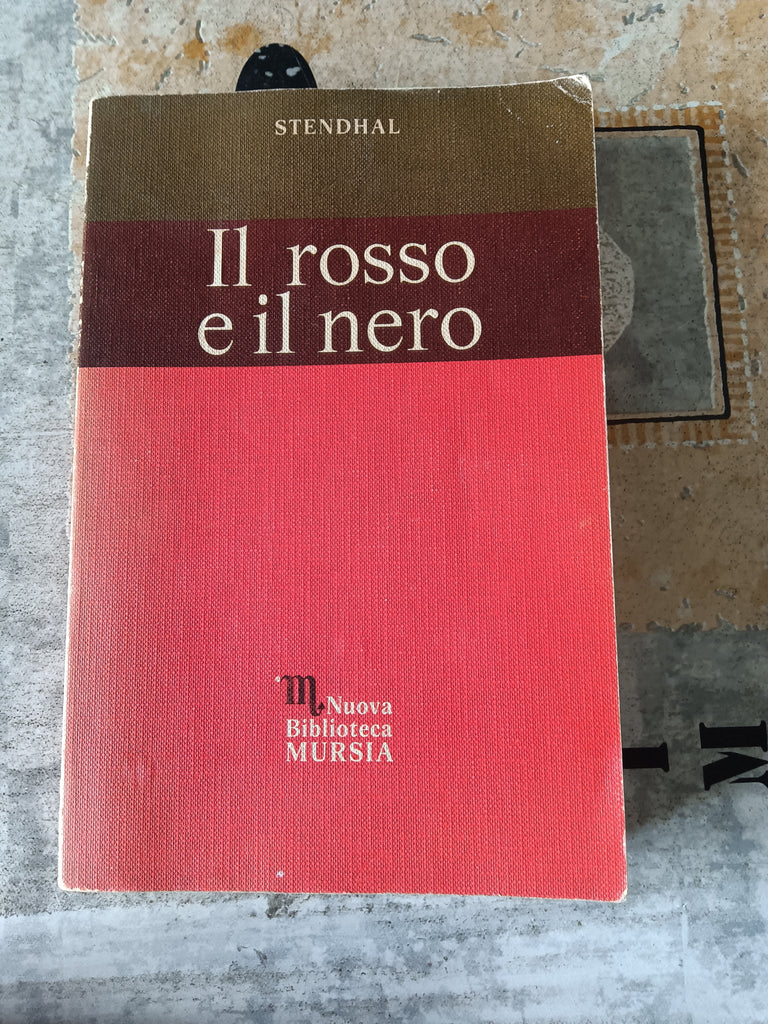 STENDHAL
Il rosso
e il nero
m Nuova
Biblioteca
MURSIA